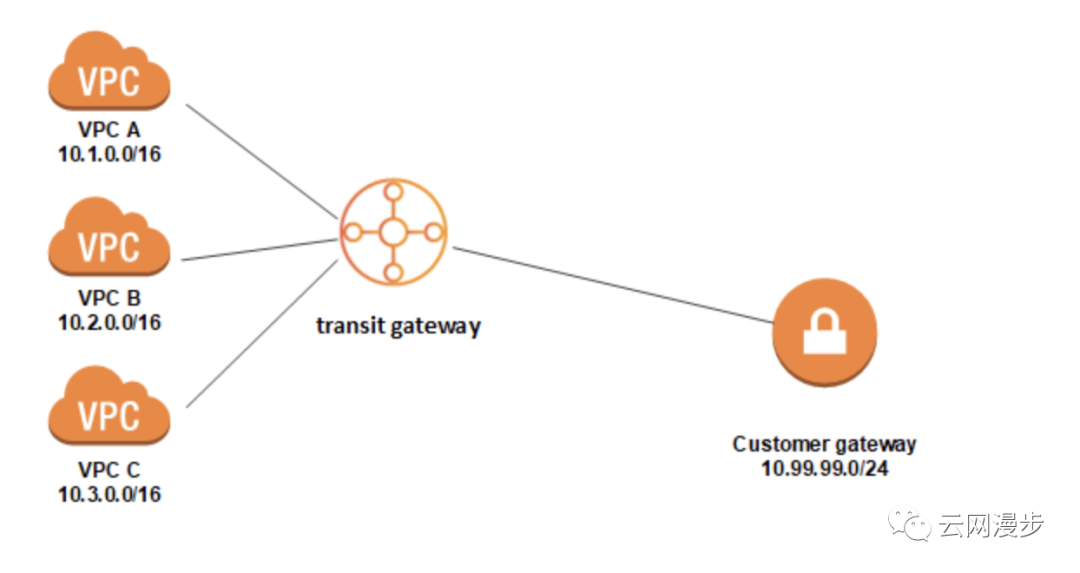 VPC
VPC A
10.1.0.0/16
VPC
VPC B
10.2.0.0/16
VPC
VPC C
10.3.0.0/16
transit gateway
Customer gateway
10.99.99.0/24
云网漫步